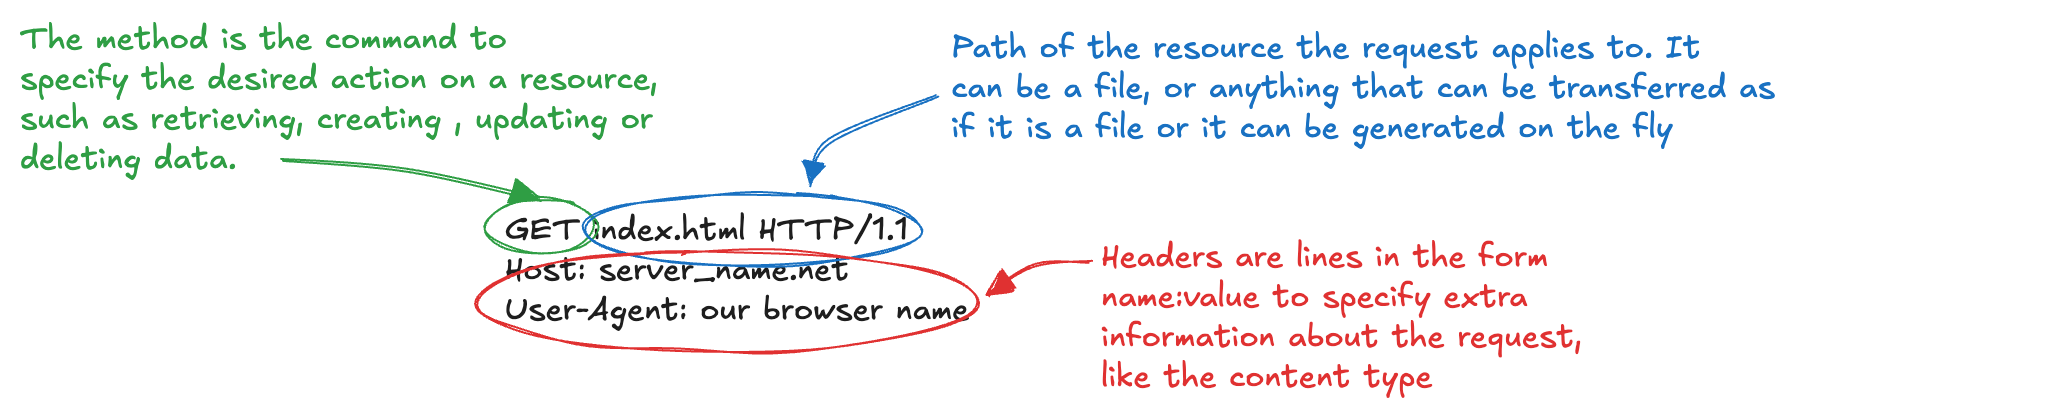 The method is the command to
specify the desired action on a resource,
such as retrieving, creating , updating or
deleting data.
Path of the resource the request applies to. It
can be a file, or anything that can be transferred as
if it is a file or it can be generated on the fly
GET index.html HTTP/1.1
Host: server_name.net
User-Agent: our browser name
Headers are lines in the form
name:value to specify extra
information about the request,
like the content type